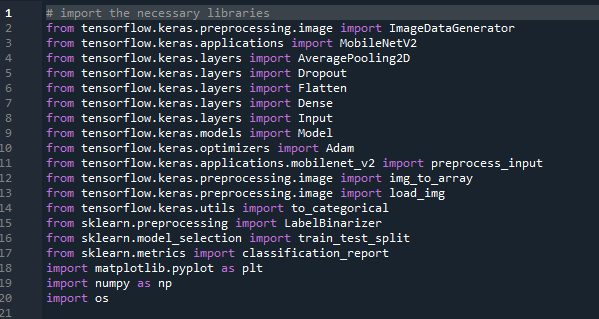 1 # import the necessary libraries
2 from tensorflow.keras.preprocessing.image import ImageDataGenerator
3 from tensorflow.keras.applications import MobileNetV2
4 from tensorflow.keras.layers import AveragePooling2D
5 from tensorflow.keras.layers import Dropout
6 from tensorflow.keras.layers import Flatten
7 from tensorflow.keras.layers import Dense
8 from tensorflow.keras.layers import Input
9 from tensorflow.keras.models import Model
10 from tensorflow.keras.optimizers import Adam
11 from tensorflow.keras.applications.mobilenet_v2 import preprocess_input
12 from tensorflow.keras.preprocessing.image import img_to_array
13 from tensorflow.keras.preprocessing.image import load_img
14 from tensorflow.keras.utils import to_categorical
15 from sklearn.preprocessing import LabelBinarizer
16 from sklearn.model_selection import train_test_split
17 from sklearn.metrics import classification_report
18 import matplotlib.pyplot as plt
19 import numpy as np
20 import os
21